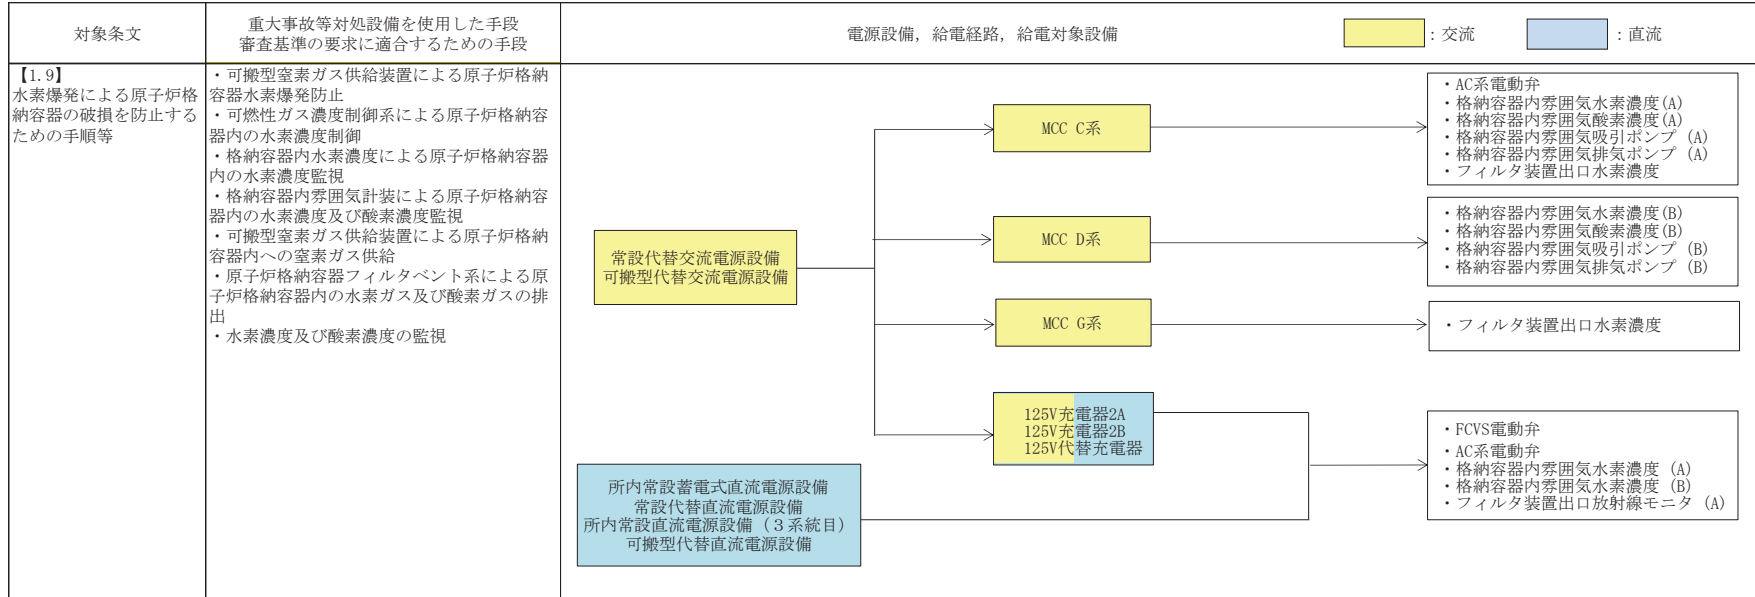 対象条文
重大事故等対処設備を使用した手段
審査基準の要求に適合するための手段
電源設備，給電経路，給電対象設備
：交流
：直流
【1.9】
水素爆発による原子炉格
納容器の破損を防止する
ための手順等
・可搬型窒素ガス供給装置による原子炉格納
容器水素爆発防止
・可燃性ガス濃度制御系による原子炉格納容
器内の水素濃度制御
・格納容器内水素濃度による原子炉格納容器
内の水素濃度監視
・格納容器内雰囲気計装による原子炉格納容
器内の水素濃度及び酸素濃度監視
・可搬型窒素ガス供給装置による原子炉格納
容器内への窒素ガス供給
・原子炉格納容器フィルタベント系による原
子炉格納容器内の水素ガス及び酸素ガスの排
出
・水素濃度及び酸素濃度の監視
常設代替交流電源設備
可搬型代替交流電源設備
MCC C系
・AC系電動弁
・格納容器内雰囲気水素濃度(A)
・格納容器内雰囲気酸素濃度(A)
・格納容器内雰囲気吸引ポンプ (A)
・格納容器内雰囲気排気ポンプ (A)
・フィルタ装置出口水素濃度
MCC D系
・格納容器内雰囲気水素濃度(B)
・格納容器内雰囲気酸素濃度(B)
・格納容器内雰囲気吸引ポンプ (B)
・格納容器内雰囲気排気ポンプ (B)
MCC G系
・フィルタ装置出口水素濃度
125V充電器2A
125V充電器2B
125V代替充電器
所内常設蓄電式直流電源設備
常設代替直流電源設備
所内常設直流電源設備（３系統目）
可搬型代替直流電源設備
・FCVS電動弁
・AC系電動弁
・格納容器内雰囲気水素濃度 (A)
・格納容器内雰囲気水素濃度 (B)
・フィルタ装置出口放射線モニタ (A)